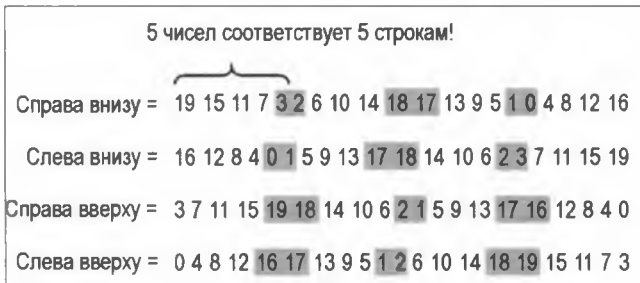 5 чисел соответствует 5 строкам!
Справа внизу = 19 15 11 7 3 2 6 10 14 18 17 13 9 5 1 0 4 8 12 16
Слева внизу = 16 12 8 4 0 1 5 9 13 17 18 14 10 6 2 3 7 11 15 19
Справа вверху = 3 7 11 15 19 18 14 10 6 2 1 5 9 13 17 16 12 8 4 0
Слева вверху = 0 4 8 12 16 17 13 9 5 1 2 6 10 14 18 19 15 11 7 3